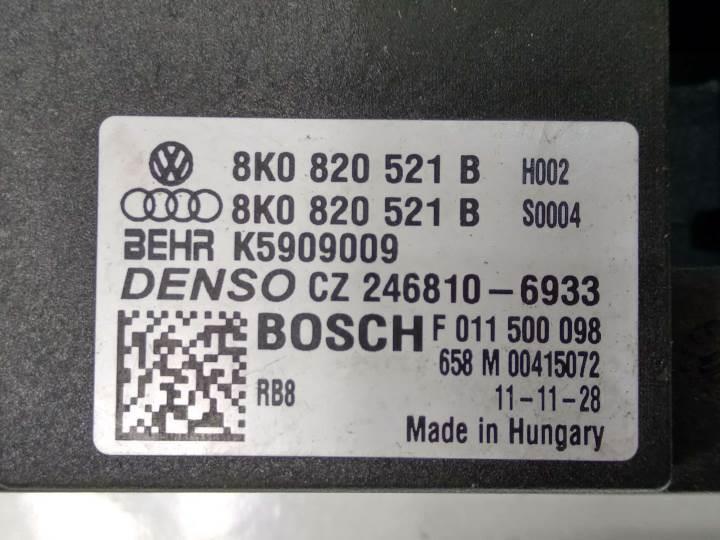 8K0 820 521 B H002
8K0 820 521 B S0004
BEHR K5909009
DENSO CZ 246810-6933
BOSCH F 011 500 098
658 M 00415072
RB8 11-11-28
Made in Hungary